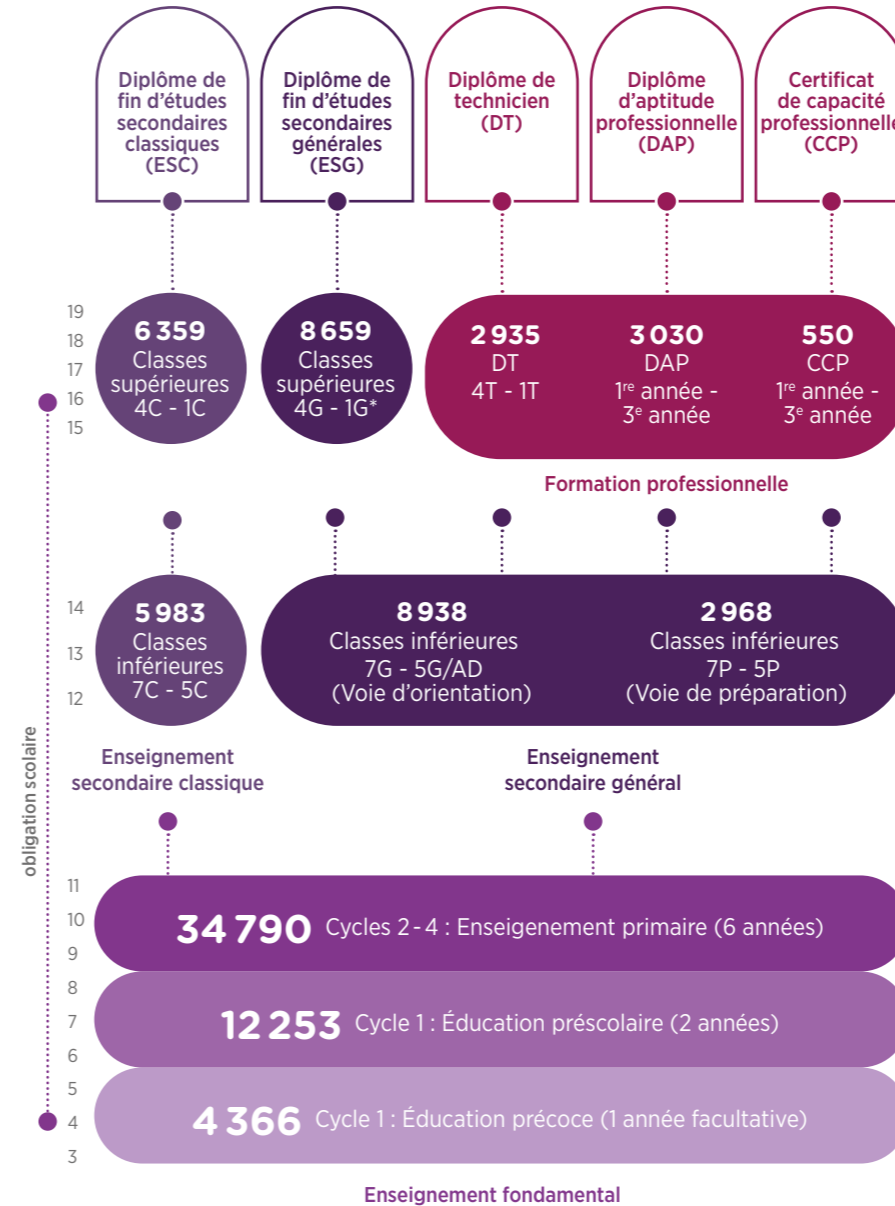 Diplôme de
fin d'études
secondaires
classiques
(ESC)
Diplôme de
fin d'études
secondaires
générales
(ESG)
Diplôme de
technicien
(DT)
Diplôme
d'aptitude
professionnelle
(DAP)
Certificat
de capacité
professionnelle
(CCP)
19
18
17
16
15
6 359
Classes
supérieures
4C - 1C
8 659
Classes
supérieures
4G - 1G*
2 935
DT
4T - 1T
3 030
DAP
1re année -
3e année
550
CCP
1re année -
3e année
Formation professionnelle
14
13
12
5 983
Classes
inférieures
7C - 5C
8 938
Classes inférieures
7G - 5G/AD
(Voie d'orientation)
2 968
Classes inférieures
7P - 5P
(Voie de préparation)
obligation scolaire
Enseignement
secondaire classique
Enseignement
secondaire général
11
10
9
8
7
6
5
4
3
34 790 Cycles 2 - 4 : Enseigenement primaire (6 années)
12 253 Cycle 1 : Éducation préscolaire (2 années)
4 366 Cycle 1 : Éducation précoce (1 année facultative)
Enseignement fondamental